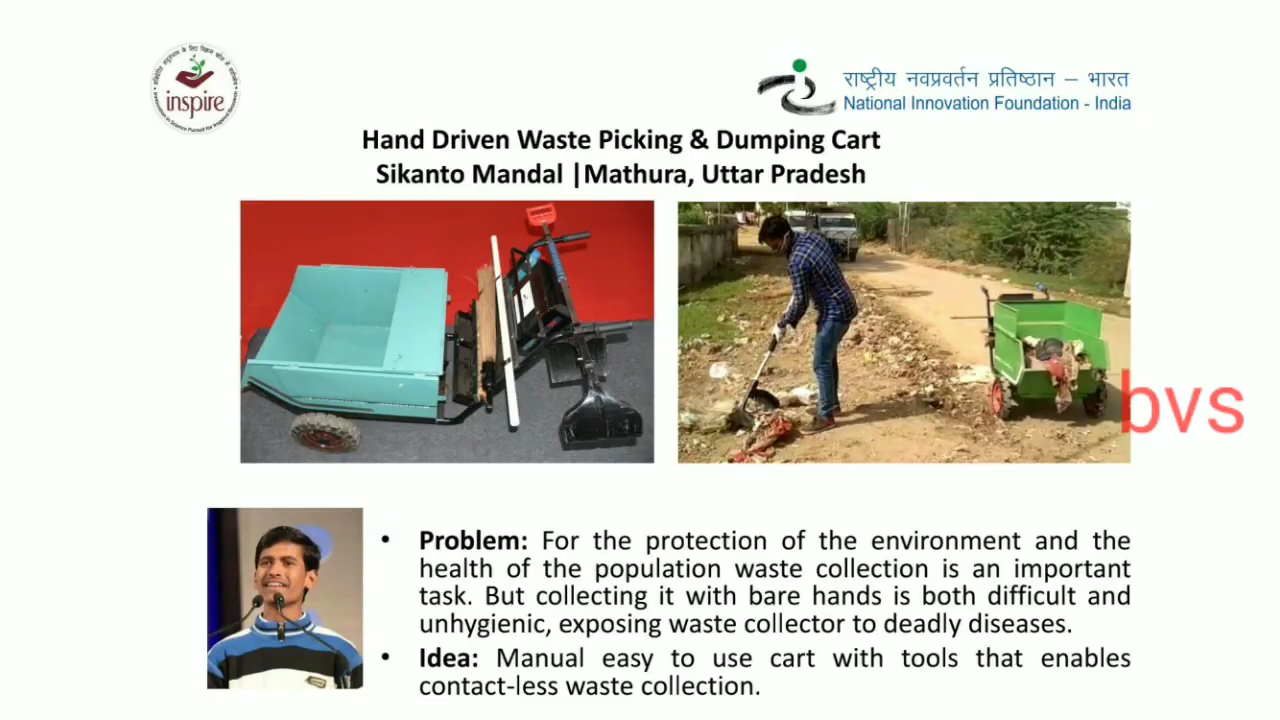 inspire
राष्ट्रीय नवप्रवर्तन प्रतिष्ठान – भारत
National Innovation Foundation - India
Hand Driven Waste Picking & Dumping Cart
Sikanto Mandal |Mathura, Uttar Pradesh
bvs
• Problem: For the protection of the environment and the
health of the population waste collection is an important
task. But collecting it with bare hands is both difficult and
unhygienic, exposing waste collector to deadly diseases.
• Idea: Manual easy to use cart with tools that enables
contact-less waste collection.